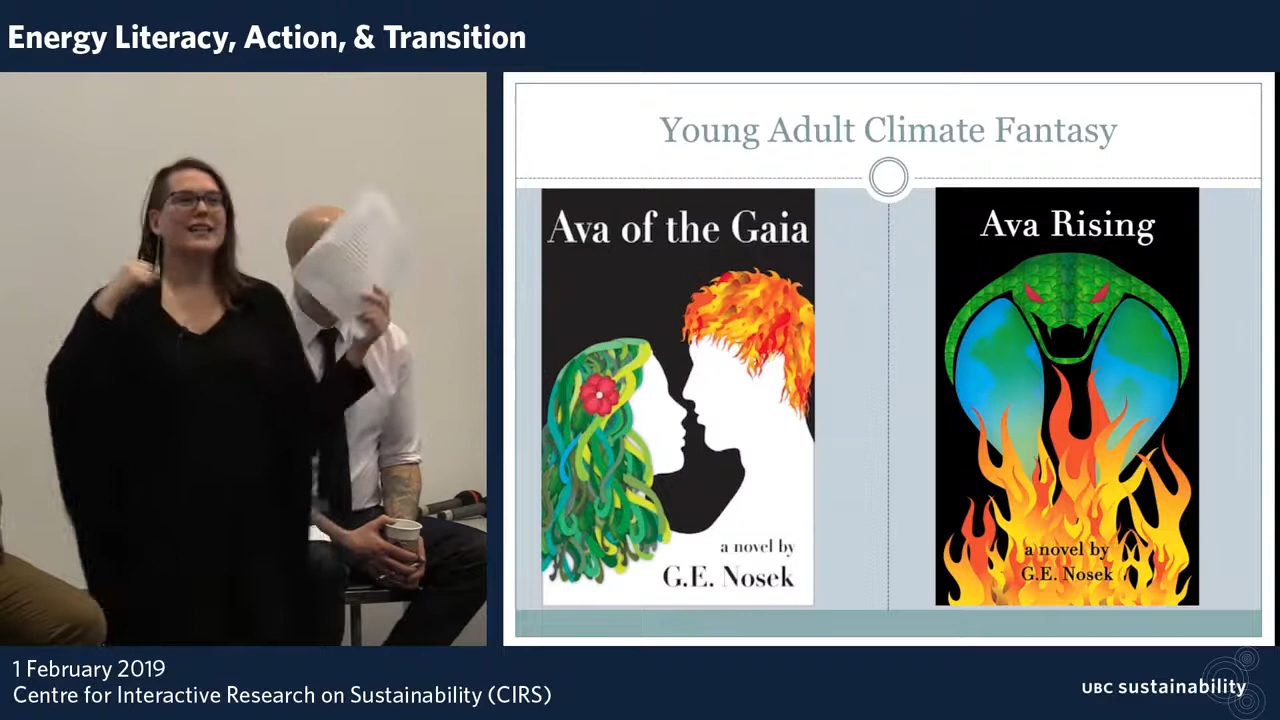 Energy Literacy, Action, & Transition
Young Adult Climate Fantasy
Ava of the Gaia
a novel by
G.E. Nosek
Ava Rising
a novel by
G.E. Nosek
1 February 2019
Centre for Interactive Research on Sustainability (CIRS)
UBC sustainability